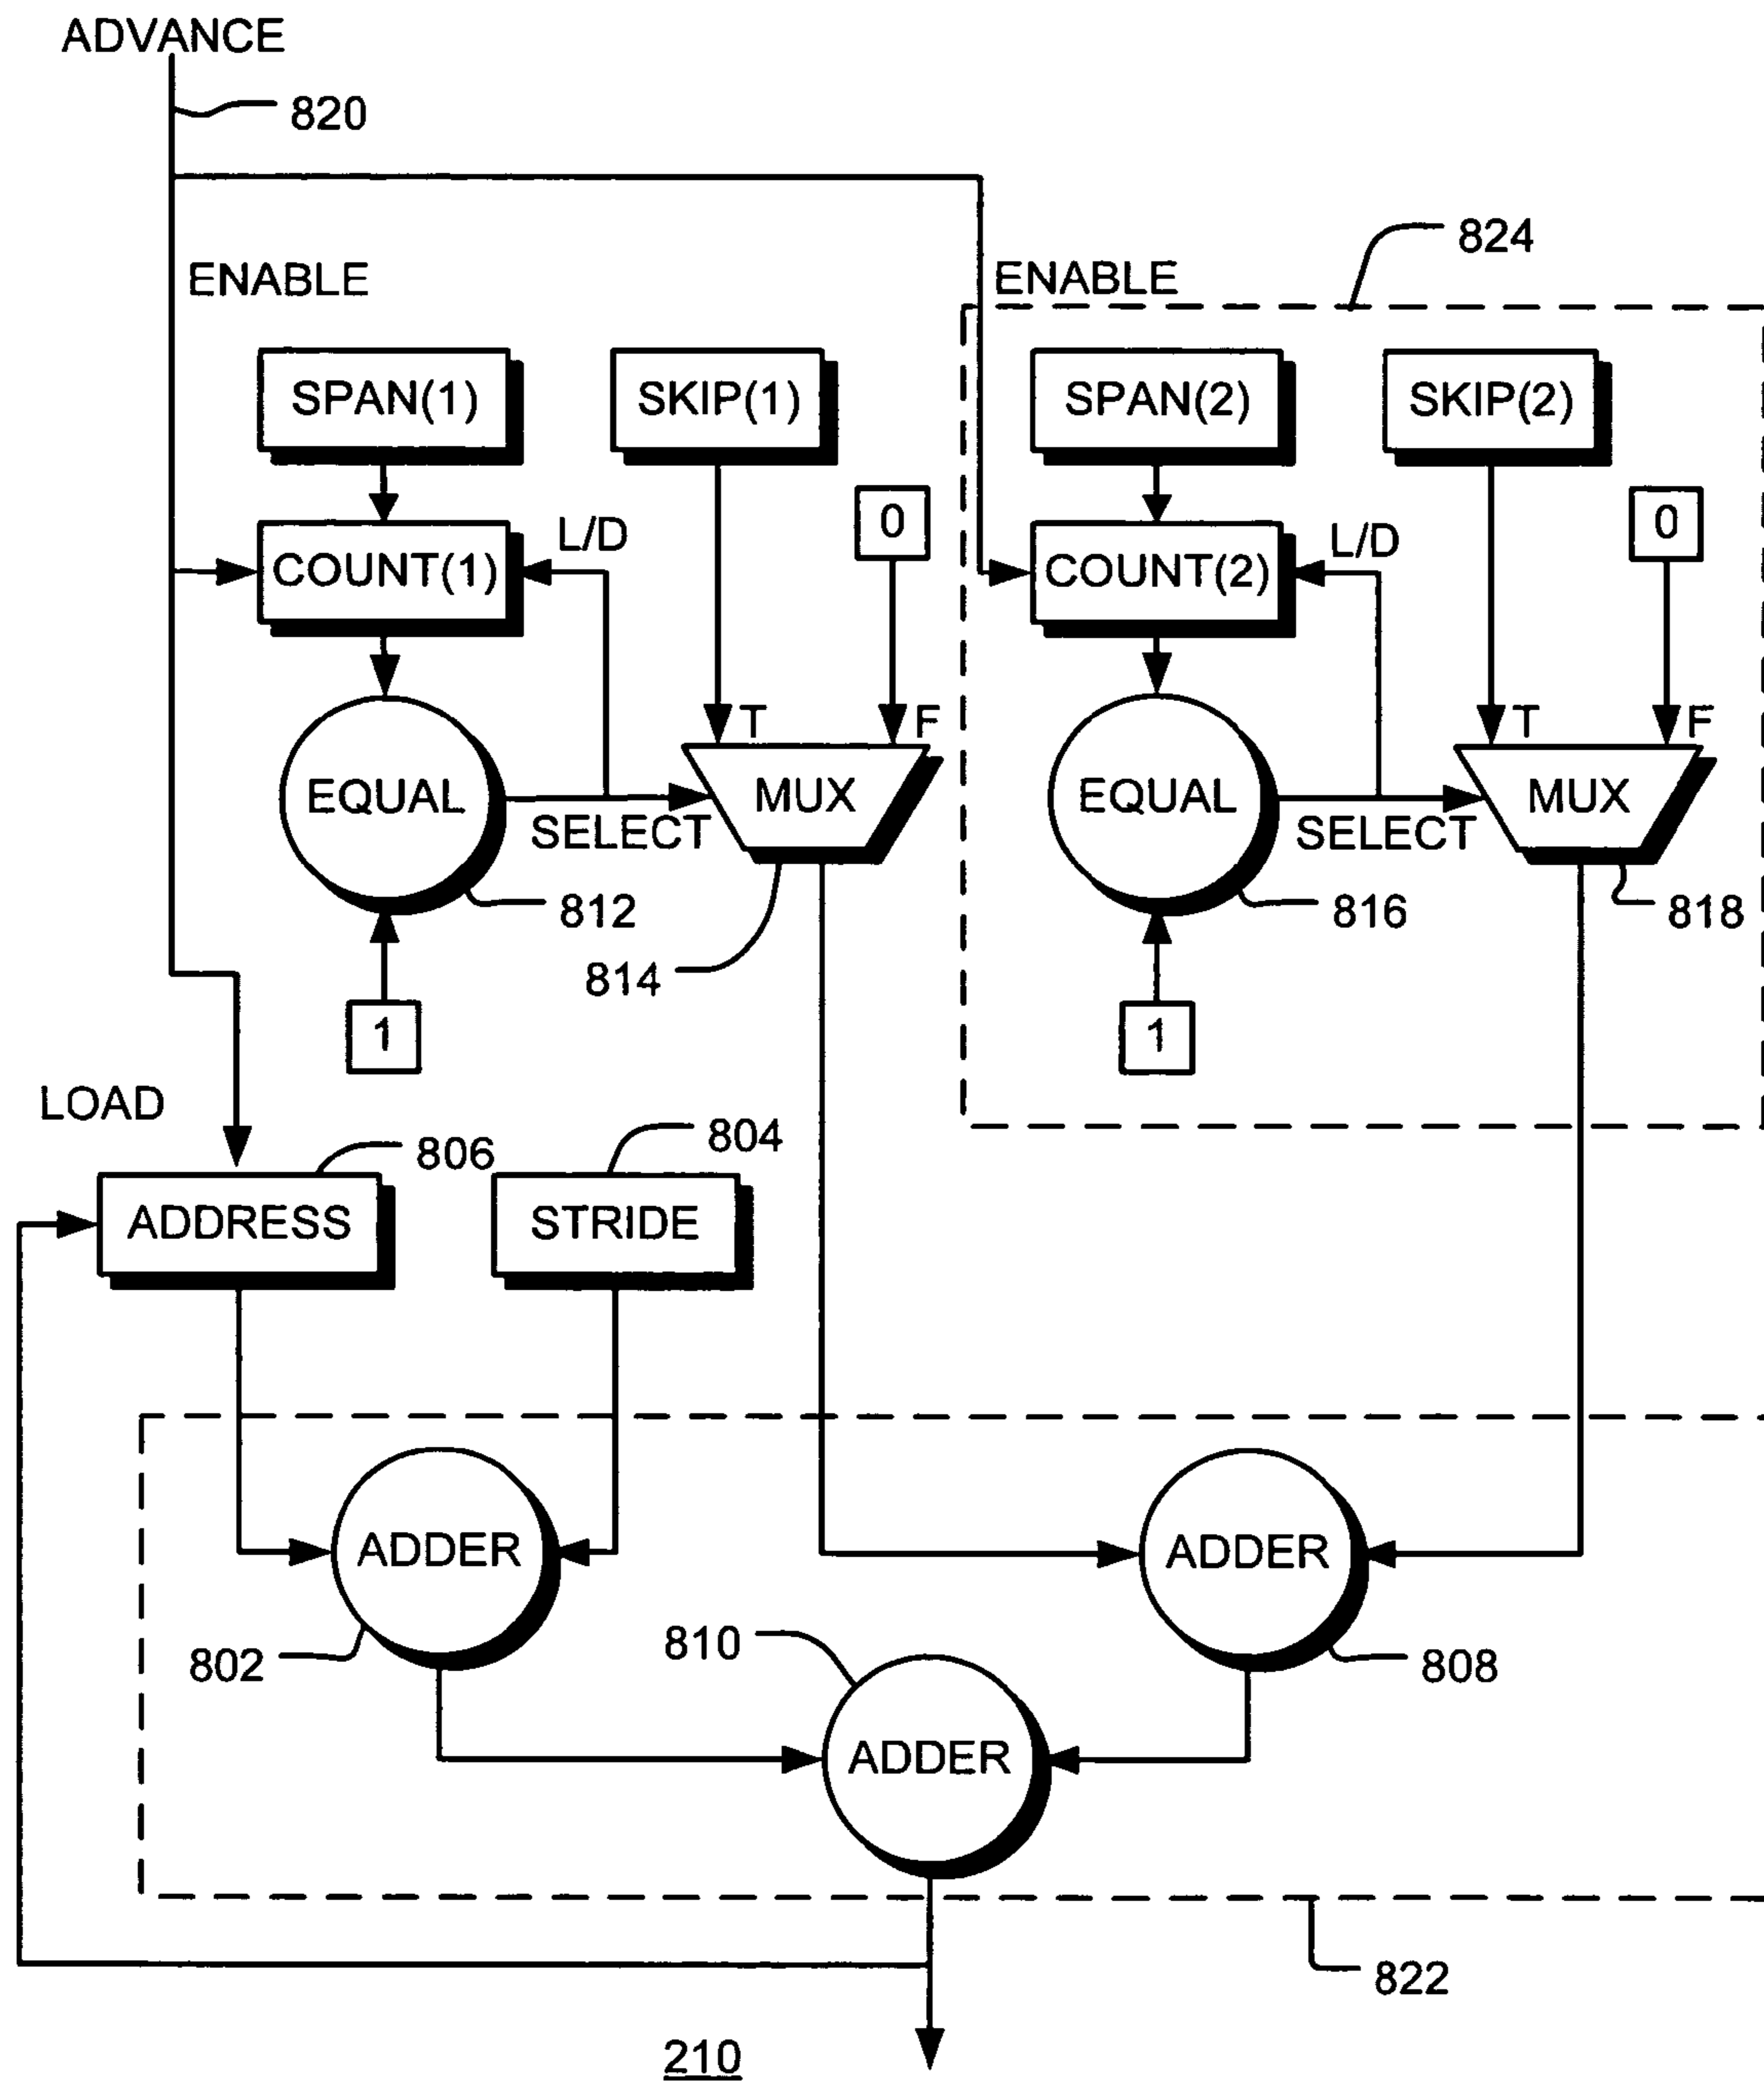 ADVANCE
820
824
ENABLE
ENABLE
SPAN(1)
SKIP(1)
SPAN(2)
SKIP(2)
0
0
L/D
L/D
COUNT(1)
COUNT(2)
T
F
T
F
EQUAL
MUX
EQUAL
MUX
SELECT
SELECT
812
816
818
814
1
1
LOAD
806
804
ADDRESS
STRIDE
ADDER
ADDER
802
810
808
ADDER
822
210